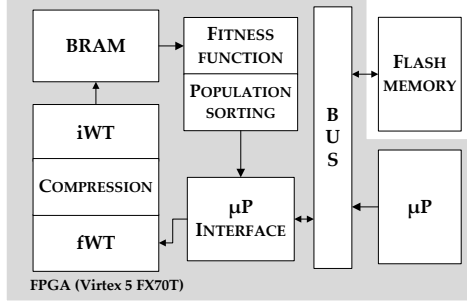 BRAM
FITNESS
FUNCTION
POPULATION
SORTING
B
U
S
FLASH
MEMORY
iWT
COMPRESSION
fWT
μP
INTERFACE
μP
FPGA (Virtex 5 FX70T)